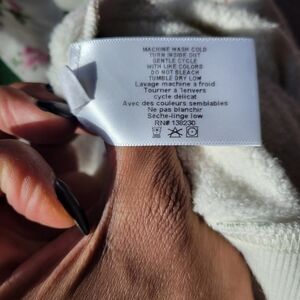 MACHINE WASH COLD
TURN INSIDE OUT
GENTLE CYCLE
WITH LIKE COLORS
DO NOT BLEACH
TUMBLE DRY LOW
Lavage machine à froid
Tourner à l'envers
cycle délicat
Avec des couleurs semblables
Ne pas blanchir
Sèche-linge low
RN# 138230